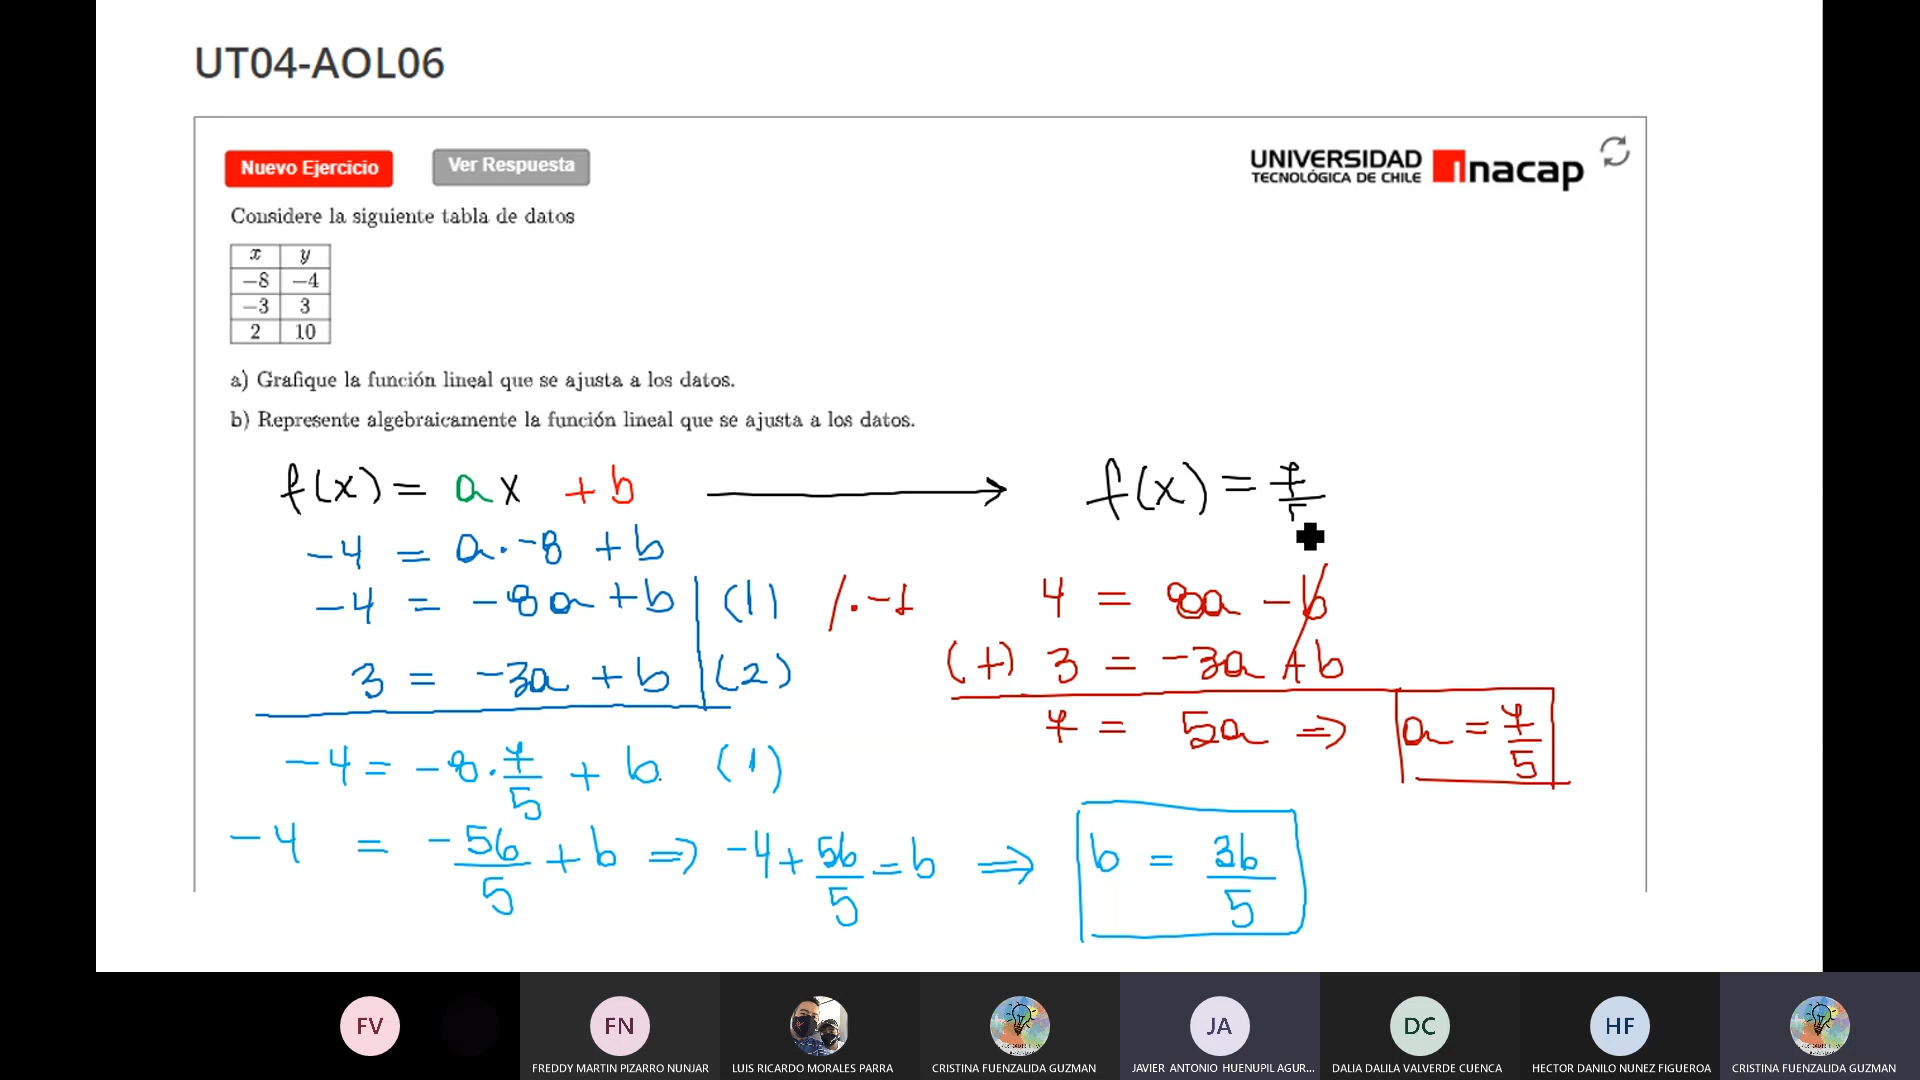 UT04-AOL06
Nuevo Ejercicio
Ver Respuesta
UNIVERSIDAD
TECNOLÓGICA DE CHILE
Inacap
Considere la siguiente tabla de datos
x y
−8 −4
−3 3
2 10
a) Grafique la función lineal que se ajusta a los datos.
b) Represente algebraicamente la función lineal que se ajusta a los datos.
f(x) = ax + b → f(x) = 7/5
-4 = a·-8 + b
-4 = -8a + b (1) /·-1
3 = -3a + b (2)
4 = 8a - b
(+) 3 = -3a + b
7 = 5a ⇒ a = 7/5
-4 = -8·7/5 + b (1)
-4 = -56/5 + b ⇒ -4 + 56/5 = b ⇒ b = 36/5
FV
FN
JA
DC
HF
FREDDY MARTIN PIZARRO NUNJAR
LUIS RICARDO MORALES PARRA
CRISTINA FUENZALIDA GUZMAN
JAVIER ANTONIO HUENUPIL AGUR...
DALIA DALILA VALVERDE CUENCA
HECTOR DANILO NUNEZ FIGUEROA
CRISTINA FUENZALIDA GUZMAN